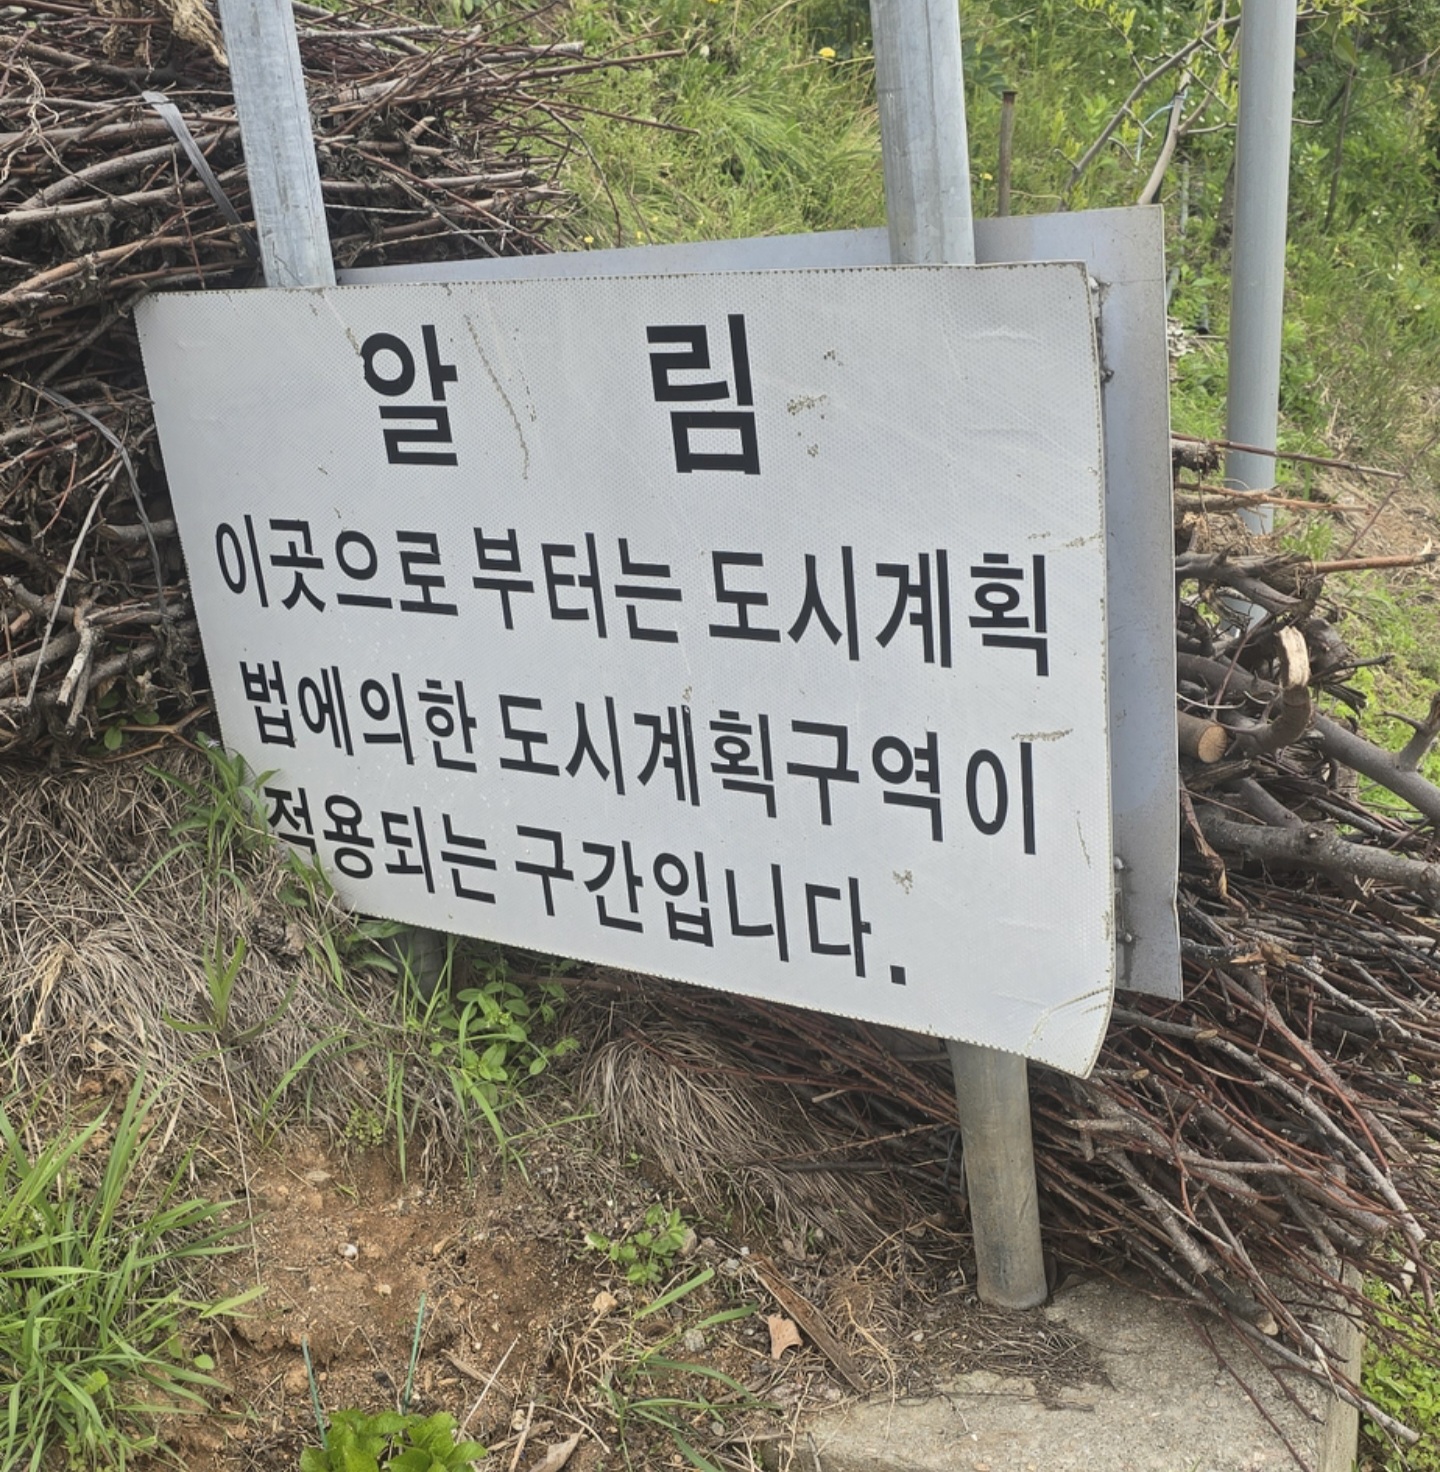 알 림
이곳으로 부터는 도시계획
법에의한 도시계획구역이
적용되는 구간입니다.